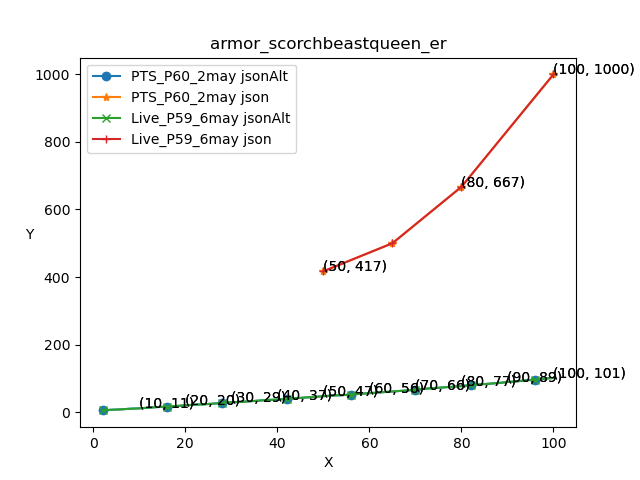 armor_scorchbeastqueen_er
PTS_P60_2may jsonAlt
PTS_P60_2may json
Live_P59_6may jsonAlt
Live_P59_6may json
(100, 1000)
(80, 667)
(50, 417)
(10, 11)
(20, 20)
(30, 29)
(40, 37)
(50, 47)
(60, 56)
(70, 66)
(80, 77)
(90, 89)
(100, 101)
Y
1000
800
600
400
200
0
0 20 40 60 80 100
X